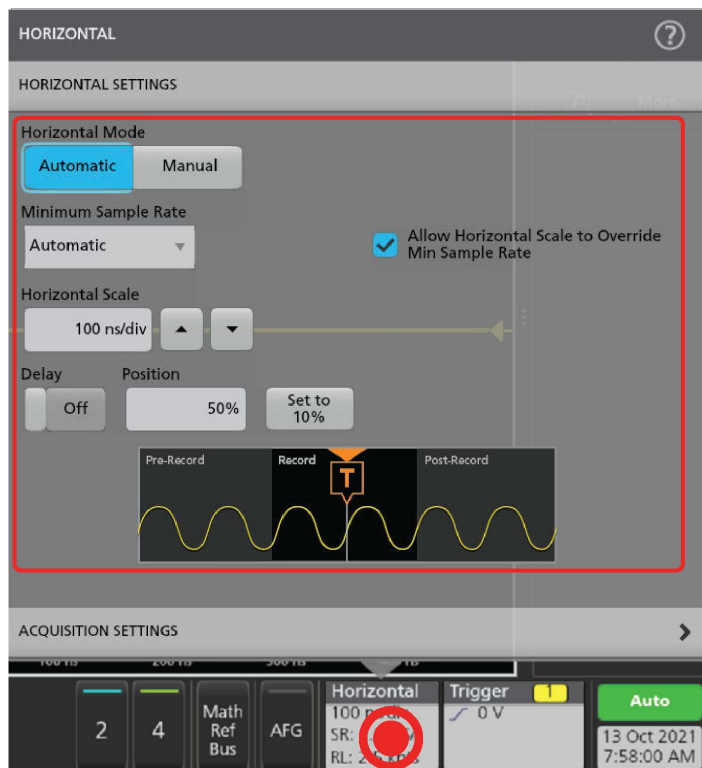 HORIZONTAL
?
HORIZONTAL SETTINGS
More...
Horizontal Mode
Automatic Manual
Minimum Sample Rate
Automatic
Allow Horizontal Scale to Override
Min Sample Rate
Horizontal Scale
100 ns/div
Delay Position
Off 50% Set to
10%
Pre-Record Record Post-Record
T
ACQUISITION SETTINGS
2 4 Math
Ref
Bus AFG
Horizontal
100
SR:
RL:
Trigger 1
0 V
Auto
13 Oct 2021
7:58:00 AM